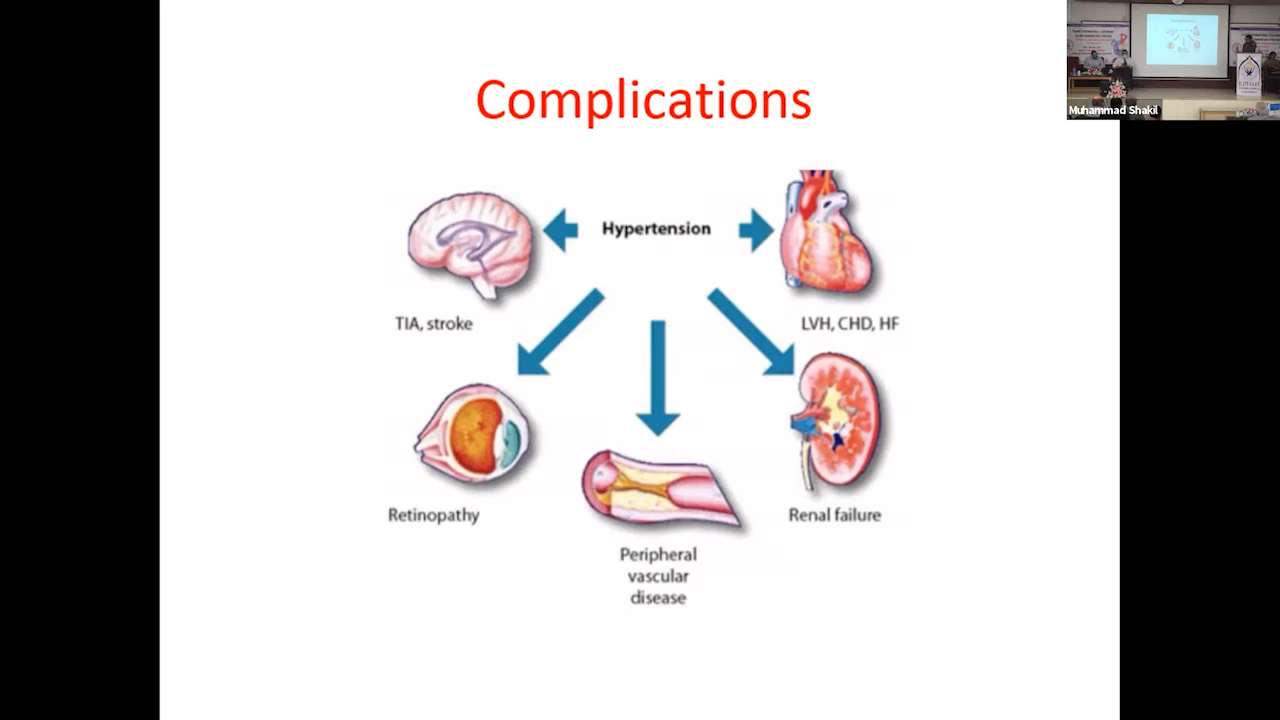 Complications
Muhammad Shakil
Hypertension
TIA, stroke
LVH, CHD, HF
Retinopathy
Renal failure
Peripheral
vascular
disease